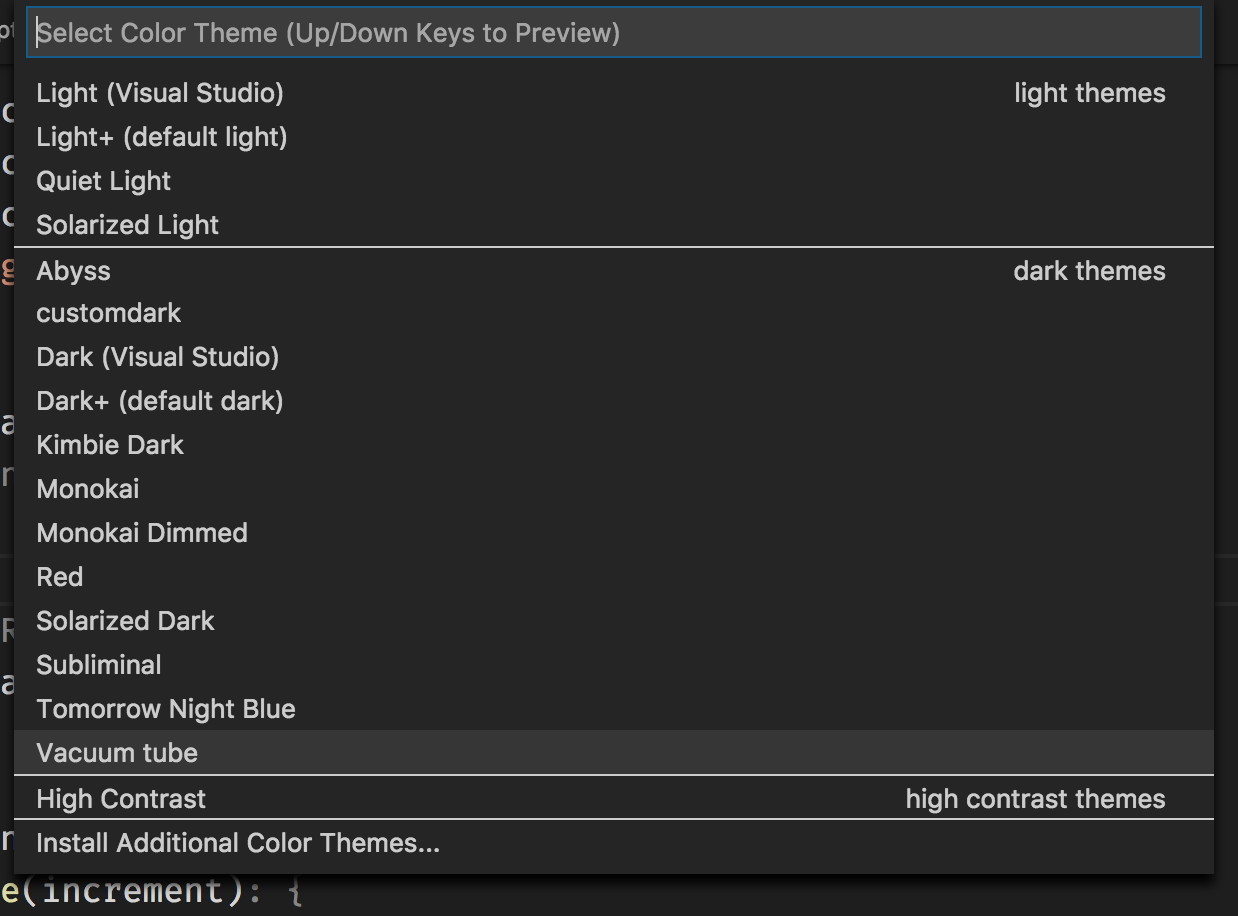 Select Color Theme (Up/Down Keys to Preview)
Light (Visual Studio) light themes
Light+ (default light)
Quiet Light
Solarized Light
Abyss dark themes
customdark
Dark (Visual Studio)
Dark+ (default dark)
Kimbie Dark
Monokai
Monokai Dimmed
Red
Solarized Dark
Subliminal
Tomorrow Night Blue
Vacuum tube
High Contrast high contrast themes
Install Additional Color Themes...
e(increment): {